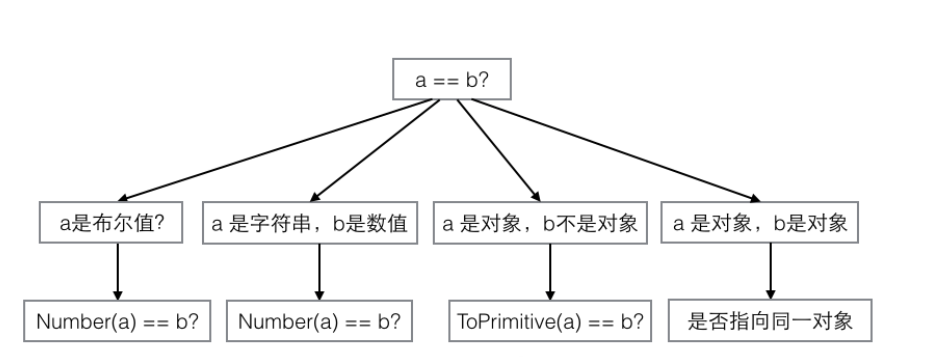 a == b?
a是布尔值?
a 是字符串，b是数值
a 是对象，b不是对象
a 是对象，b是对象
Number(a) == b?
Number(a) == b?
ToPrimitive(a) == b?
是否指向同一对象